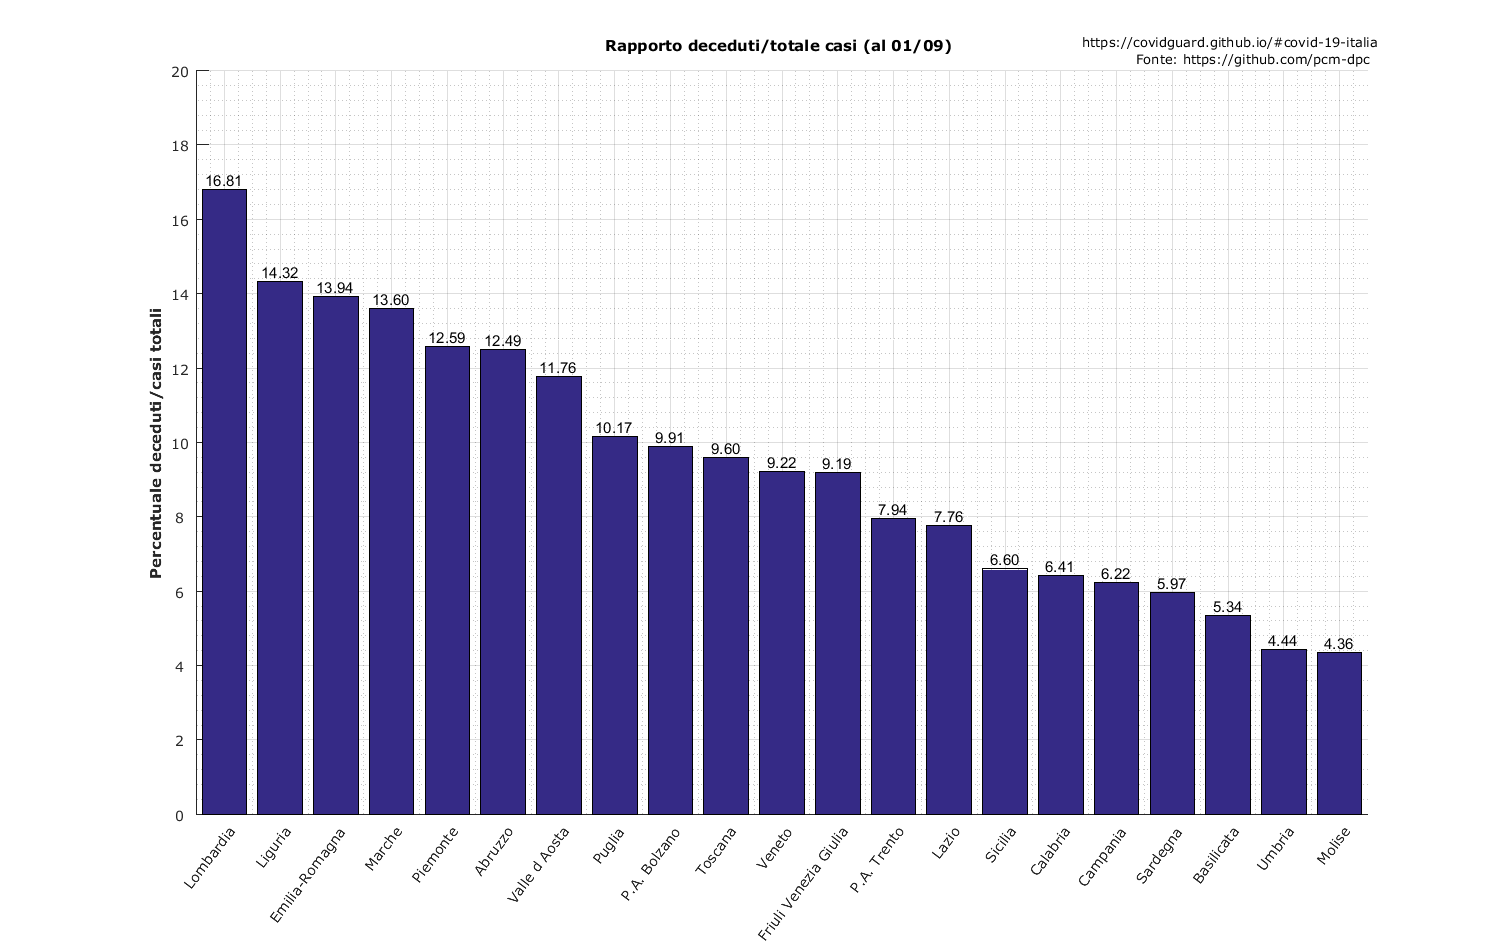 Rapporto deceduti/totale casi (al 01/09)
https://covidguard.github.io/#covid-19-italia
Fonte: https://github.com/pcm-dpc
Percentuale deceduti/casi totali
20
18
16
14
12
10
8
6
4
2
0
16.81
14.32
13.94
13.60
12.59
12.49
11.76
10.17
9.91
9.60
9.22
9.19
7.94
7.76
6.60
6.41
6.22
5.97
5.34
4.44
4.36
Lombardia
Liguria
Emilia-Romagna
Marche
Piemonte
Abruzzo
Valle d Aosta
Puglia
P.A. Bolzano
Toscana
Veneto
Friuli Venezia Giulia
P.A. Trento
Lazio
Sicilia
Calabria
Campania
Sardegna
Basilicata
Umbria
Molise